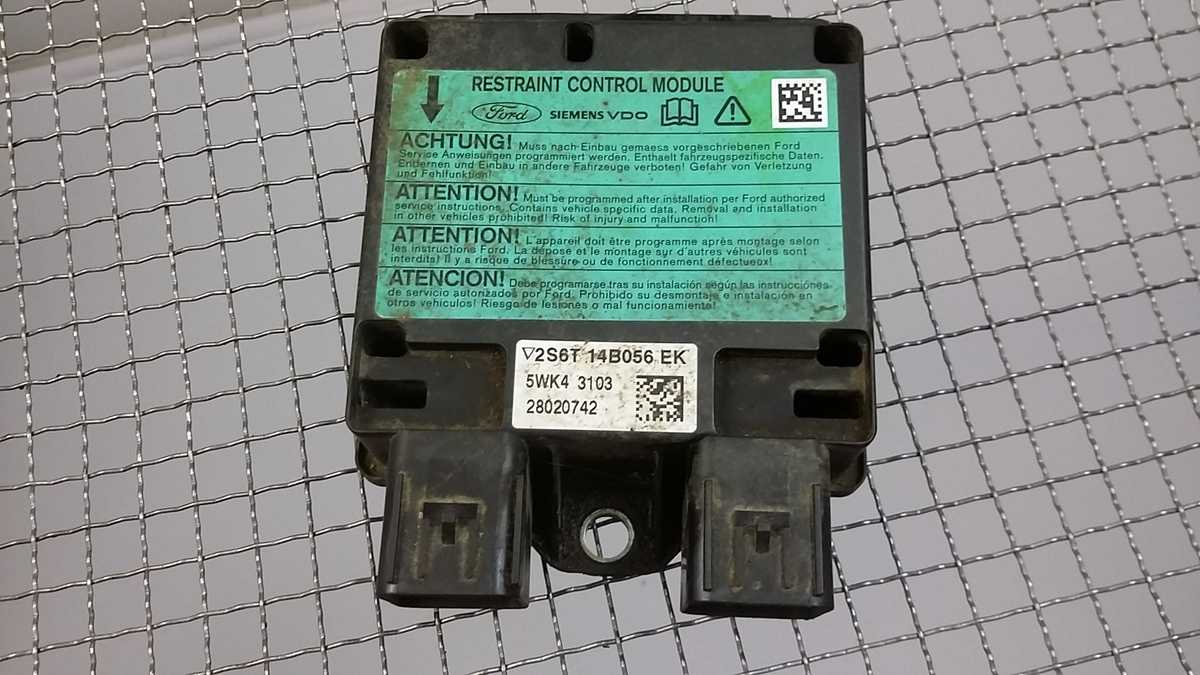 RESTRAINT CONTROL MODULE
Ford SIEMENS VDO
ACHTUNG! Muss nach Einbau gemaess vorgeschriebenen Ford
Service Anweisungen programmiert werden. Enthaelt fahrzeugspezifische Daten.
Entfernen und Einbau in andere Fahrzeuge verboten! Gefahr von Verletzung
und Fehlfunktion!
ATTENTION! Must be programmed after installation per Ford authorized
service instructions. Contains vehicle specific data. Removal and installation
in other vehicles prohibited! Risk of injury and malfunction!
ATTENTION! L'appareil doit être programme après montage selon
les instructions Ford. La dépose et le montage sur d'autres véhicules sont
interdits! Il y a risque de blessure ou de fonctionnement défectueux!
ATENCION! Debe programarse tras su instalación según las instrucciones
de servicio autorizados por Ford. Prohibido su desmontaje e instalación en
otros vehículos! Riesgo de lesiones o mal funcionamiento!
2S6T 14B056 EK
5WK4 3103
28020742